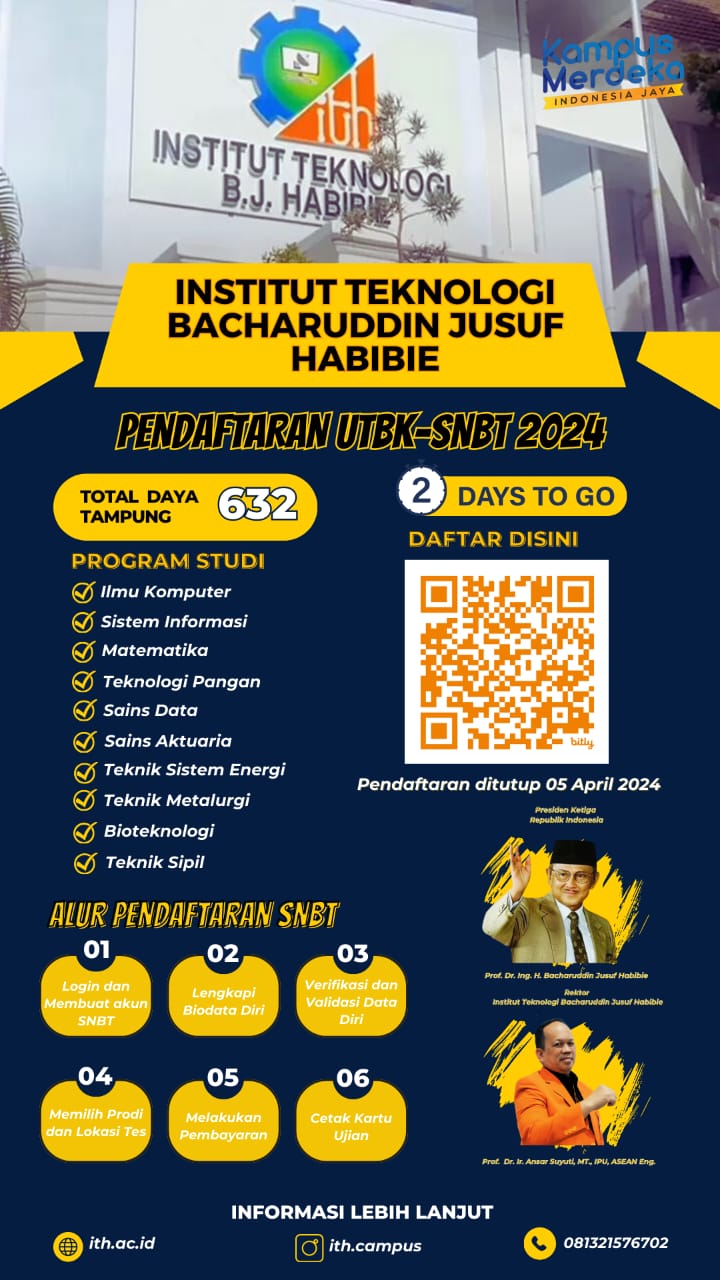 Kampus
Merdeka
INDONESIA JAYA
ith
INSTITUT TEKNOLOGI
B.J. HABIBIE
INSTITUT TEKNOLOGI
BACHARUDDIN JUSUF
HABIBIE
PENDAFTARAN UTBK-SNBT 2024
TOTAL DAYA
TAMPUNG
632
PROGRAM STUDI
Ilmu Komputer
Sistem Informasi
Matematika
Teknologi Pangan
Sains Data
Sains Aktuaria
Teknik Sistem Energi
Teknik Metalurgi
Bioteknologi
Teknik Sipil
2 DAYS TO GO
DAFTAR DISINI
bitly
Pendaftaran ditutup 05 April 2024
Presiden Ketiga
Republik Indonesia
Prof. Dr. Ing. H. Bacharuddin Jusuf Habibie
Rektor
Institut Teknologi Bacharuddin Jusuf Habibie
Prof. Dr. Ir. Ansar Suyuti, MT., IPU, ASEAN Eng.
ALUR PENDAFTARAN SNBT
01
Login dan
Membuat akun
SNBT
02
Lengkapi
Biodata Diri
03
Verifikasi dan
Validasi Data
Diri
04
Memilih Prodi
dan Lokasi Tes
05
Melakukan
Pembayaran
06
Cetak Kartu
Ujian
INFORMASI LEBIH LANJUT
ith.ac.id
ith.campus
081321576702